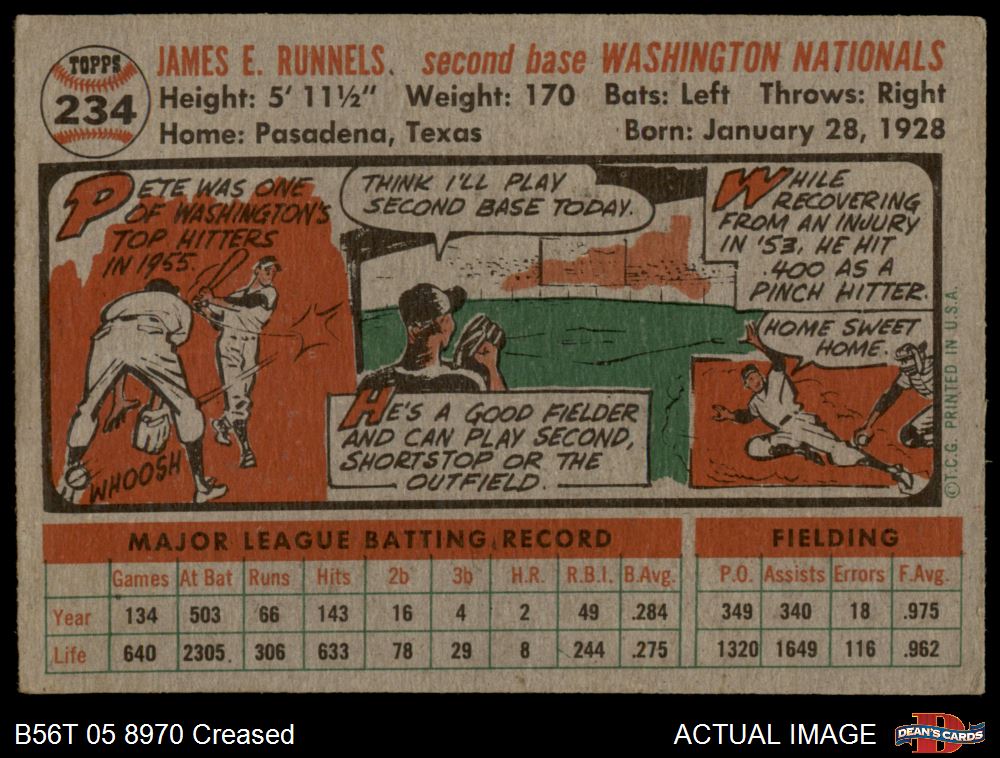 TOPPS
234
JAMES E. RUNNELS. second base WASHINGTON NATIONALS
Height: 5' 11½" Weight: 170 Bats: Left Throws: Right
Home: Pasadena, Texas Born: January 28, 1928
PETE WAS ONE
OF WASHINGTON'S
TOP HITTERS
IN 1955.
WHOOSH
THINK I'LL PLAY
SECOND BASE TODAY.
HE'S A GOOD FIELDER
AND CAN PLAY SECOND,
SHORTSTOP OR THE
OUTFIELD.
WHILE
RECOVERING
FROM AN INJURY
IN '53, HE HIT
.400 AS A
PINCH HITTER.
HOME SWEET
HOME.
©T.C.G. PRINTED IN U.S.A.
MAJOR LEAGUE BATTING RECORD FIELDING
Games At Bat Runs Hits 2b 3b H.R. R.B.I. B.Avg. P.O. Assists Errors F.Avg.
Year 134 503 66 143 16 4 2 49 .284 349 340 18 .975
Life 640 2305 306 633 78 29 8 244 .275 1320 1649 116 .962
B56T 05 8970 Creased ACTUAL IMAGE
D
DEAN'S CARDS